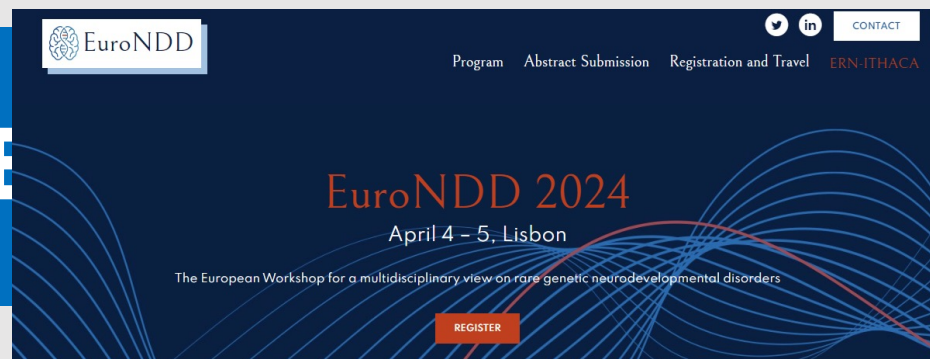 EuroNDD
in
CONTACT
Program Abstract Submission Registration and Travel ERN-ITHACA
EuroNDD 2024
April 4 – 5, Lisbon
The European Workshop for a multidisciplinary view on rare genetic neurodevelopmental disorders
REGISTER